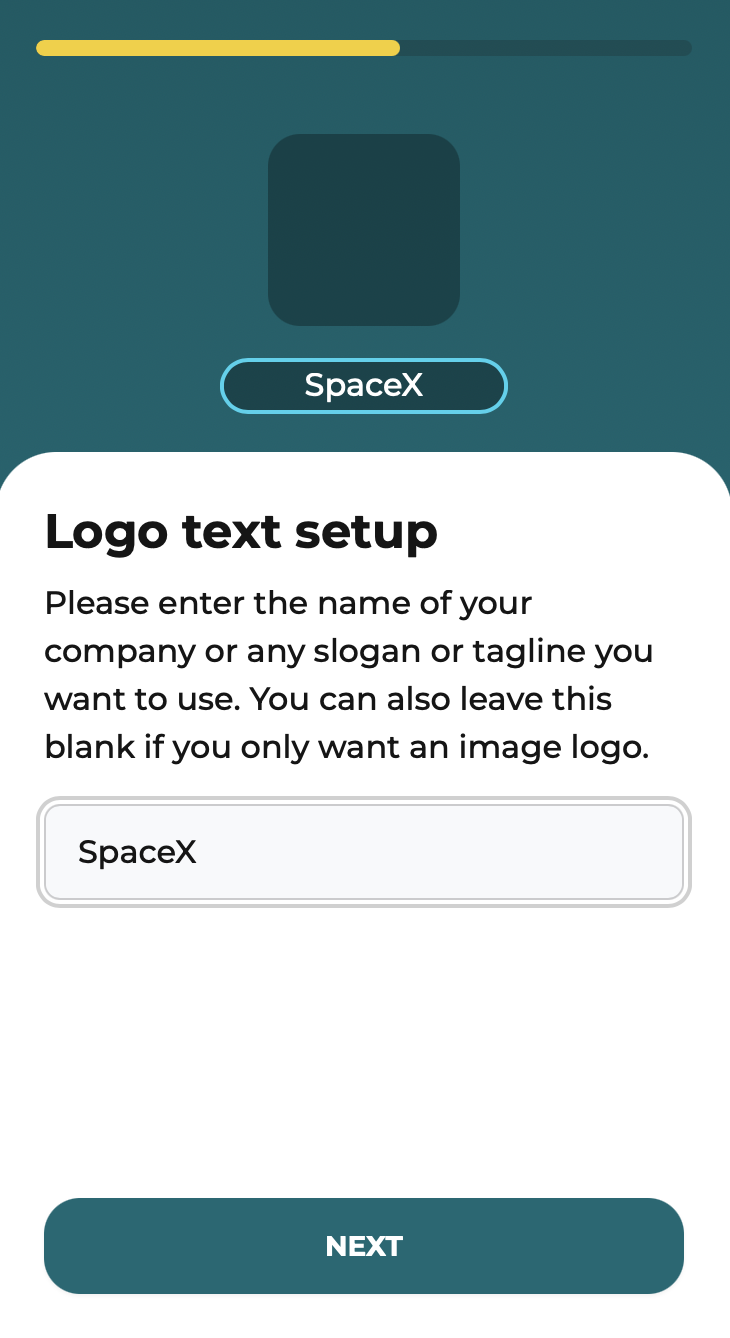 SpaceX
Logo text setup
Please enter the name of your
company or any slogan or tagline you
want to use. You can also leave this
blank if you only want an image logo.
SpaceX
NEXT